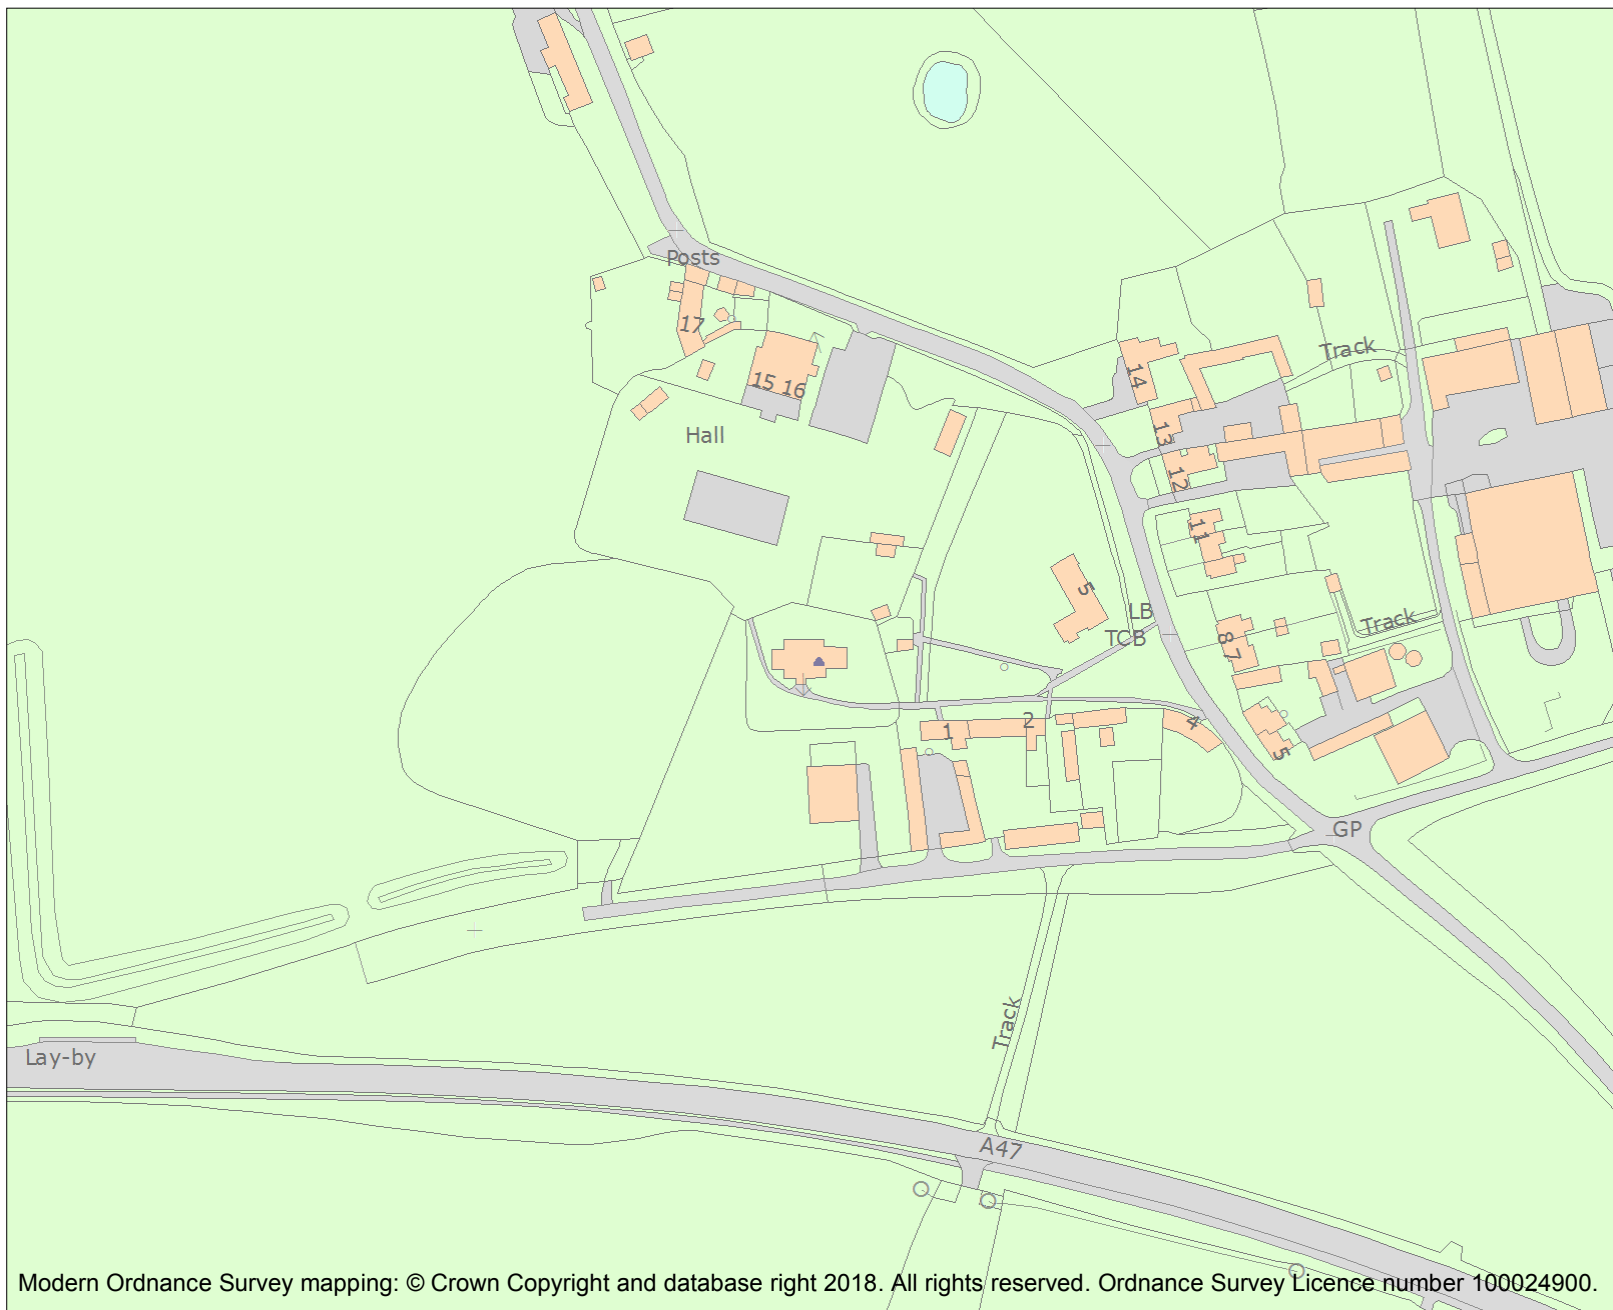 Posts
17
15 16
Hall
Track
14
13
12
11
5
LB
TCB
Track
8 7
1
2
4
5
GP
Track
Lay-by
A47
Modern Ordnance Survey mapping: © Crown Copyright and database right 2018. All rights reserved. Ordnance Survey Licence number 100024900.